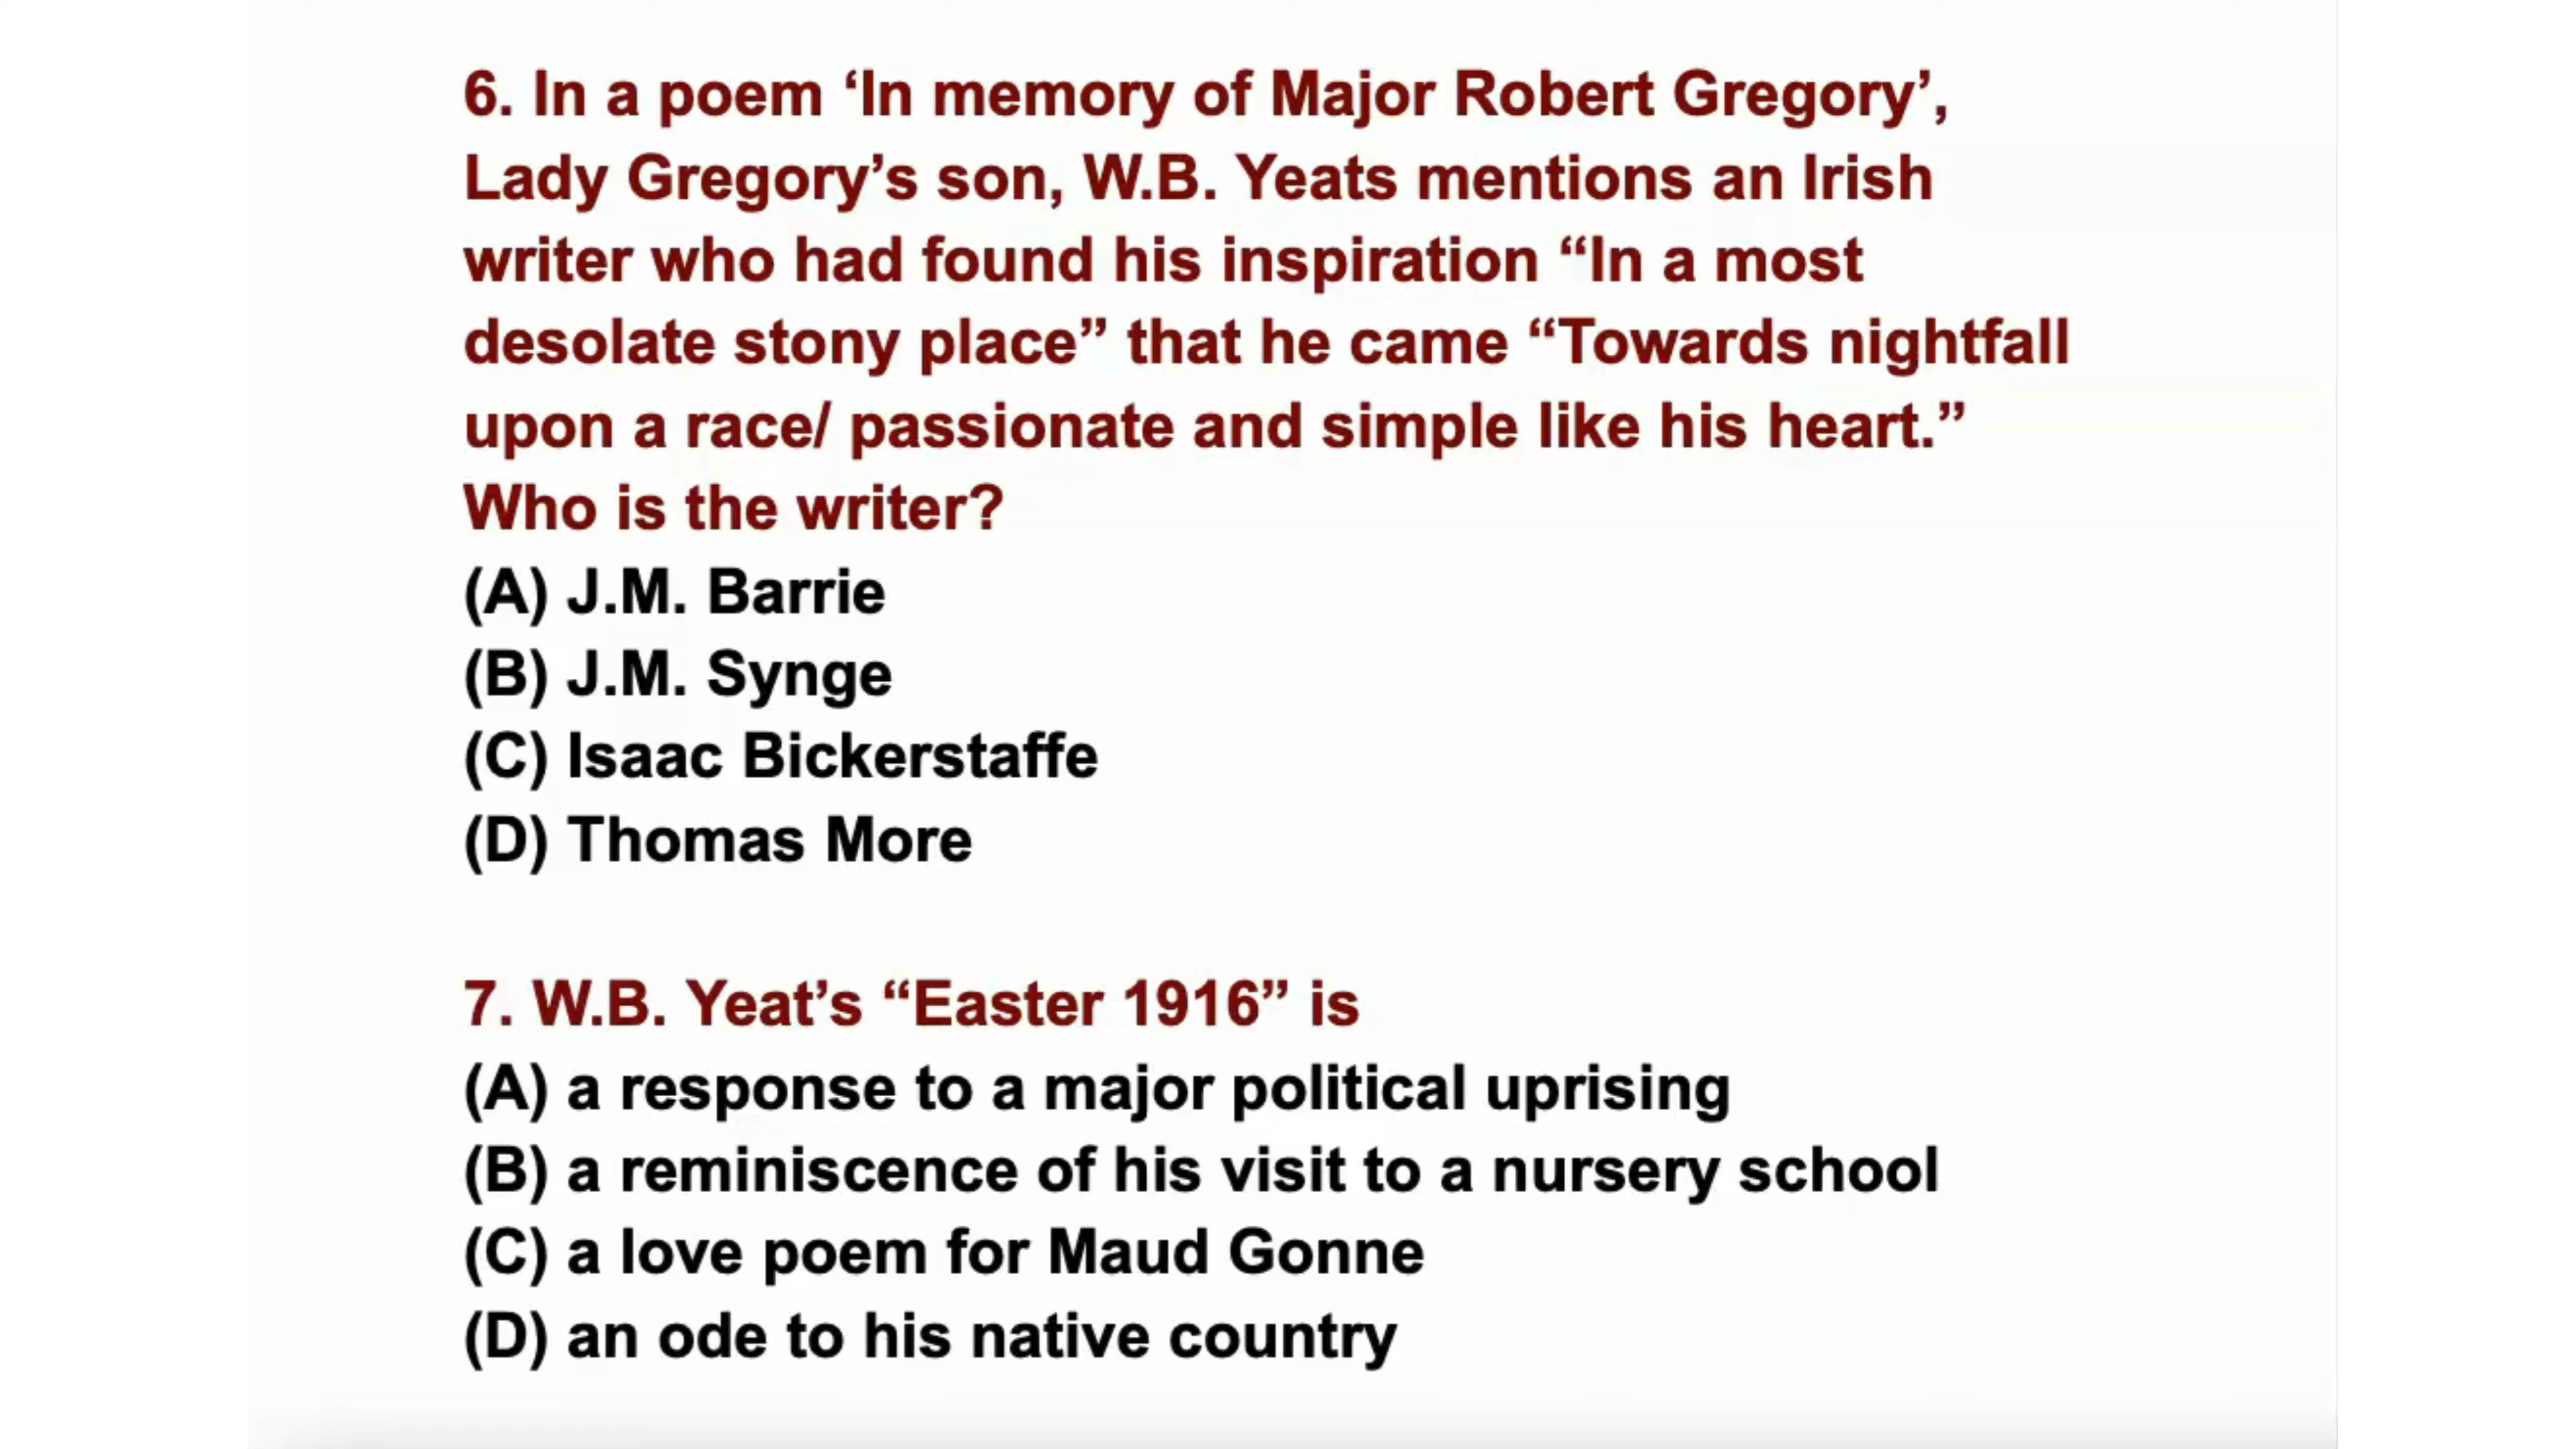 6. In a poem ‘In memory of Major Robert Gregory’,
Lady Gregory’s son, W.B. Yeats mentions an Irish
writer who had found his inspiration “In a most
desolate stony place” that he came “Towards nightfall
upon a race/ passionate and simple like his heart.”
Who is the writer?
(A) J.M. Barrie
(B) J.M. Synge
(C) Isaac Bickerstaffe
(D) Thomas More
7. W.B. Yeat’s “Easter 1916” is
(A) a response to a major political uprising
(B) a reminiscence of his visit to a nursery school
(C) a love poem for Maud Gonne
(D) an ode to his native country